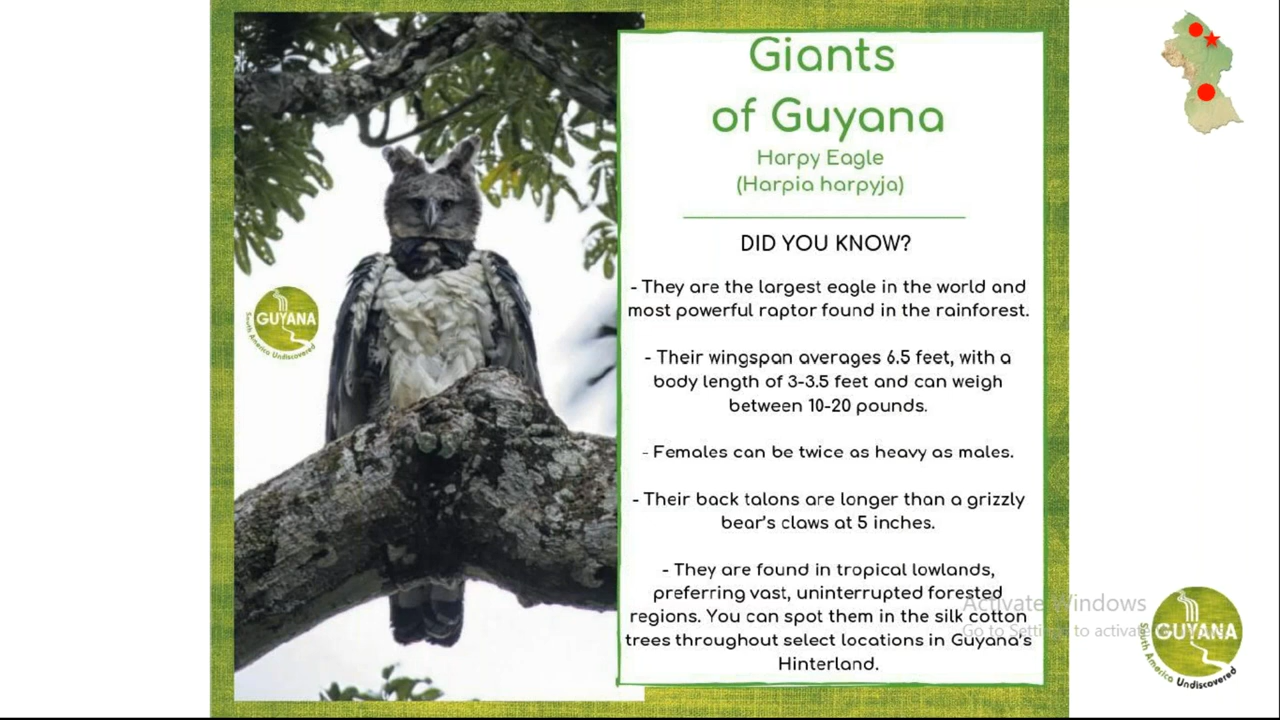 Giants
of Guyana
Harpy Eagle
(Harpia harpyja)
DID YOU KNOW?
- They are the largest eagle in the world and
most powerful raptor found in the rainforest.
- Their wingspan averages 6.5 feet, with a
body length of 3-3.5 feet and can weigh
between 10-20 pounds.
- Females can be twice as heavy as males.
- Their back talons are longer than a grizzly
bear's claws at 5 inches.
- They are found in tropical lowlands,
preferring vast, uninterrupted forested
regions. You can spot them in the silk cotton
trees throughout select locations in Guyana's
Hinterland.
GUYANA
South America Undiscovered
Activate Windows
Go to Settings to activate
GUYANA
South America Undiscovered